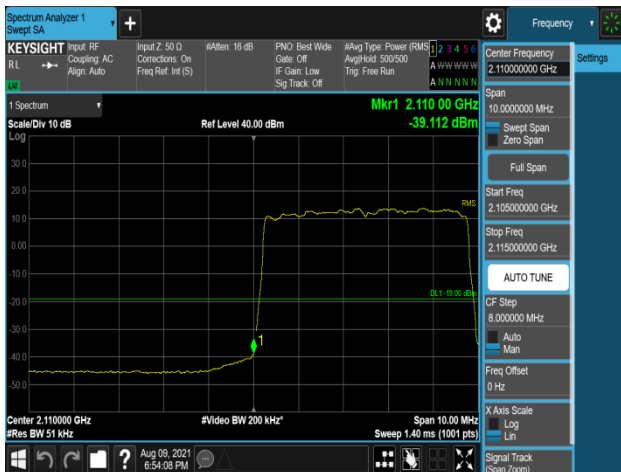 Spectrum Analyzer 1
Swept SA
Frequency
KEYSIGHT
Input: RF
Input Z: 50 Ω
#Atten: 16 dB
PNO: Best Wide
#Avg Type: Power (RMS
1 2 3 4 5 6
RL
Coupling: AC
Corrections: On
Gate: Off
Avg|Hold: 500/500
A W W W W W
Align: Auto
Freq Ref: Int (S)
IF Gain: Low
Trig: Free Run
Sig Track: Off
A N N N N N
1 Spectrum
Mkr1 2.110 00 GHz
Scale/Div 10 dB
Ref Level 40.00 dBm
-39.112 dBm
Log
30.0
20.0
10.0
0.00
-10.0
-20.0
-30.0
-40.0
-50.0
RMS
DL1 -19.00 dBm
1
Center 2.110000 GHz
#Video BW 200 kHz*
Span 10.00 MHz
#Res BW 51 kHz
Sweep 1.40 ms (1001 pts)
?
Aug 09, 2021
6:54:08 PM
Center Frequency
2.110000000 GHz
Settings
Span
10.0000000 MHz
Swept Span
Zero Span
Full Span
Start Freq
2.105000000 GHz
Stop Freq
2.115000000 GHz
AUTO TUNE
CF Step
8.000000 MHz
Auto
Man
Freq Offset
0 Hz
X Axis Scale
Log
Lin
Signal Track
(Span Zoom)